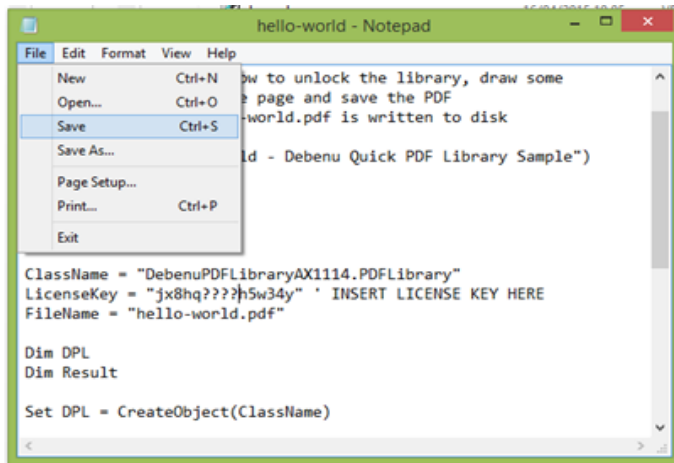 hello-world - Notepad
File Edit Format View Help
New Ctrl+N
Open... Ctrl+O
Save Ctrl+S
Save As...
Page Setup...
Print... Ctrl+P
Exit
ow to unlock the library, draw some
page and save the PDF
-world.pdf is written to disk
ld - Debenu Quick PDF Library Sample")
ClassName = "DebenuPDFLibraryAX1114.PDFLibrary"
LicenseKey = "jx8hq????h5w34y" ' INSERT LICENSE KEY HERE
FileName = "hello-world.pdf"
Dim DPL
Dim Result
Set DPL = CreateObject(ClassName)